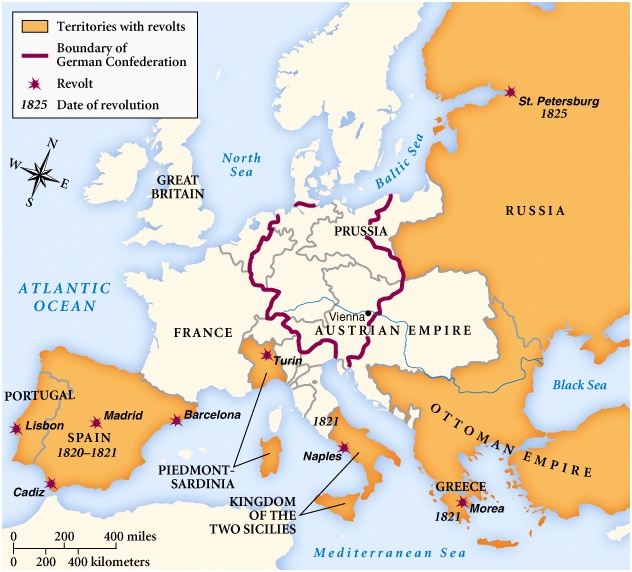 Territories with revolts
Boundary of
German Confederation
Revolt
1825 Date of revolution
N
W
E
S
St. Petersburg
1825
North
Sea
Baltic Sea
GREAT
BRITAIN
RUSSIA
PRUSSIA
ATLANTIC
OCEAN
Vienna
FRANCE
AUSTRIAN EMPIRE
Turin
Black Sea
PORTUGAL
Lisbon
Madrid
Barcelona
SPAIN
1820–1821
Cadiz
1821
Naples
PIEDMONT-
SARDINIA
KINGDOM
OF THE
TWO SICILIES
OTTOMAN EMPIRE
GREECE
1821
Morea
Mediterranean Sea
0 200 400 miles
0 200 400 kilometers